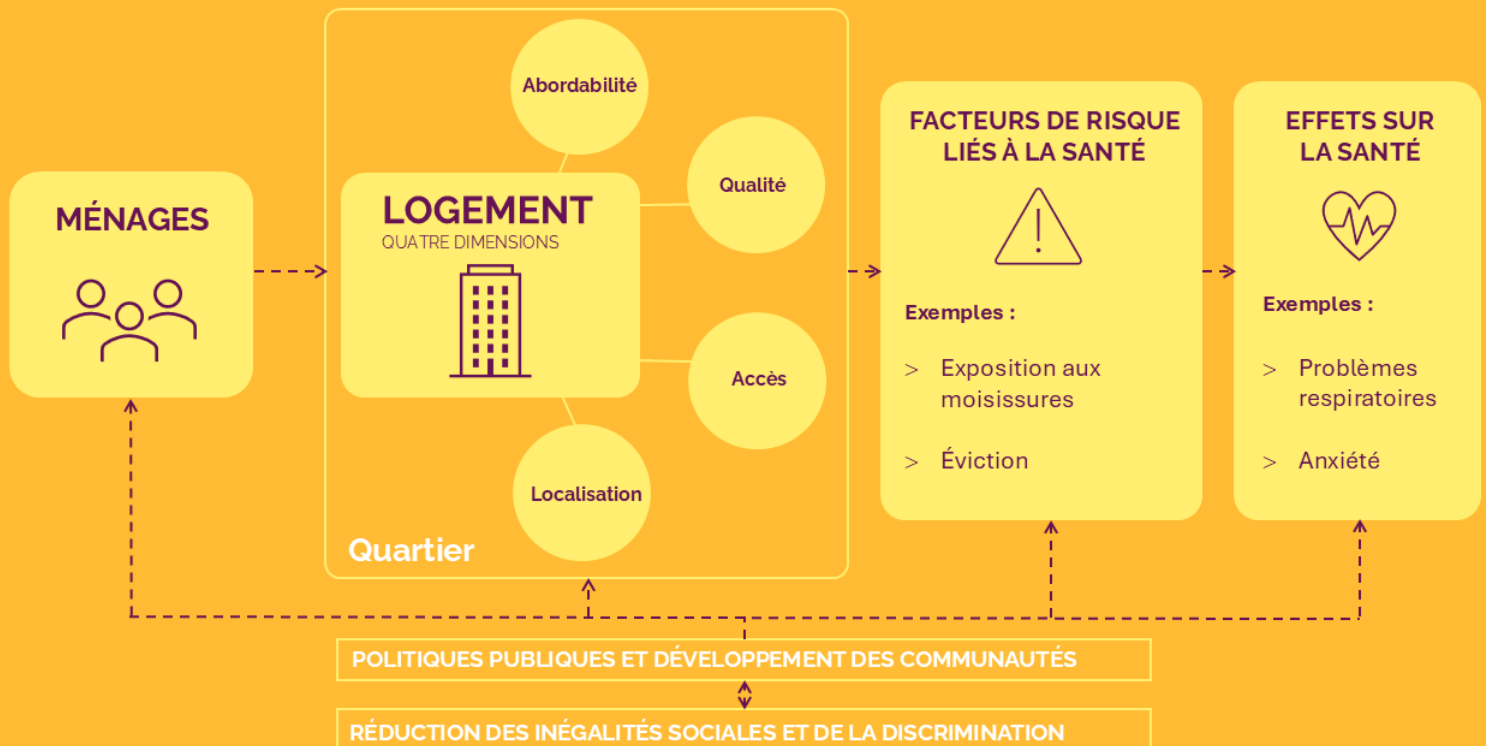 MÉNAGES
Quartier
LOGEMENT
QUATRE DIMENSIONS
Abordabilité
Qualité
Accès
Localisation
FACTEURS DE RISQUE
LIÉS À LA SANTÉ
Exemples :
> Exposition aux
moisissures
> Éviction
EFFETS SUR
LA SANTÉ
Exemples :
> Problèmes
respiratoires
> Anxiété
POLITIQUES PUBLIQUES ET DÉVELOPPEMENT DES COMMUNAUTÉS
RÉDUCTION DES INÉGALITÉS SOCIALES ET DE LA DISCRIMINATION